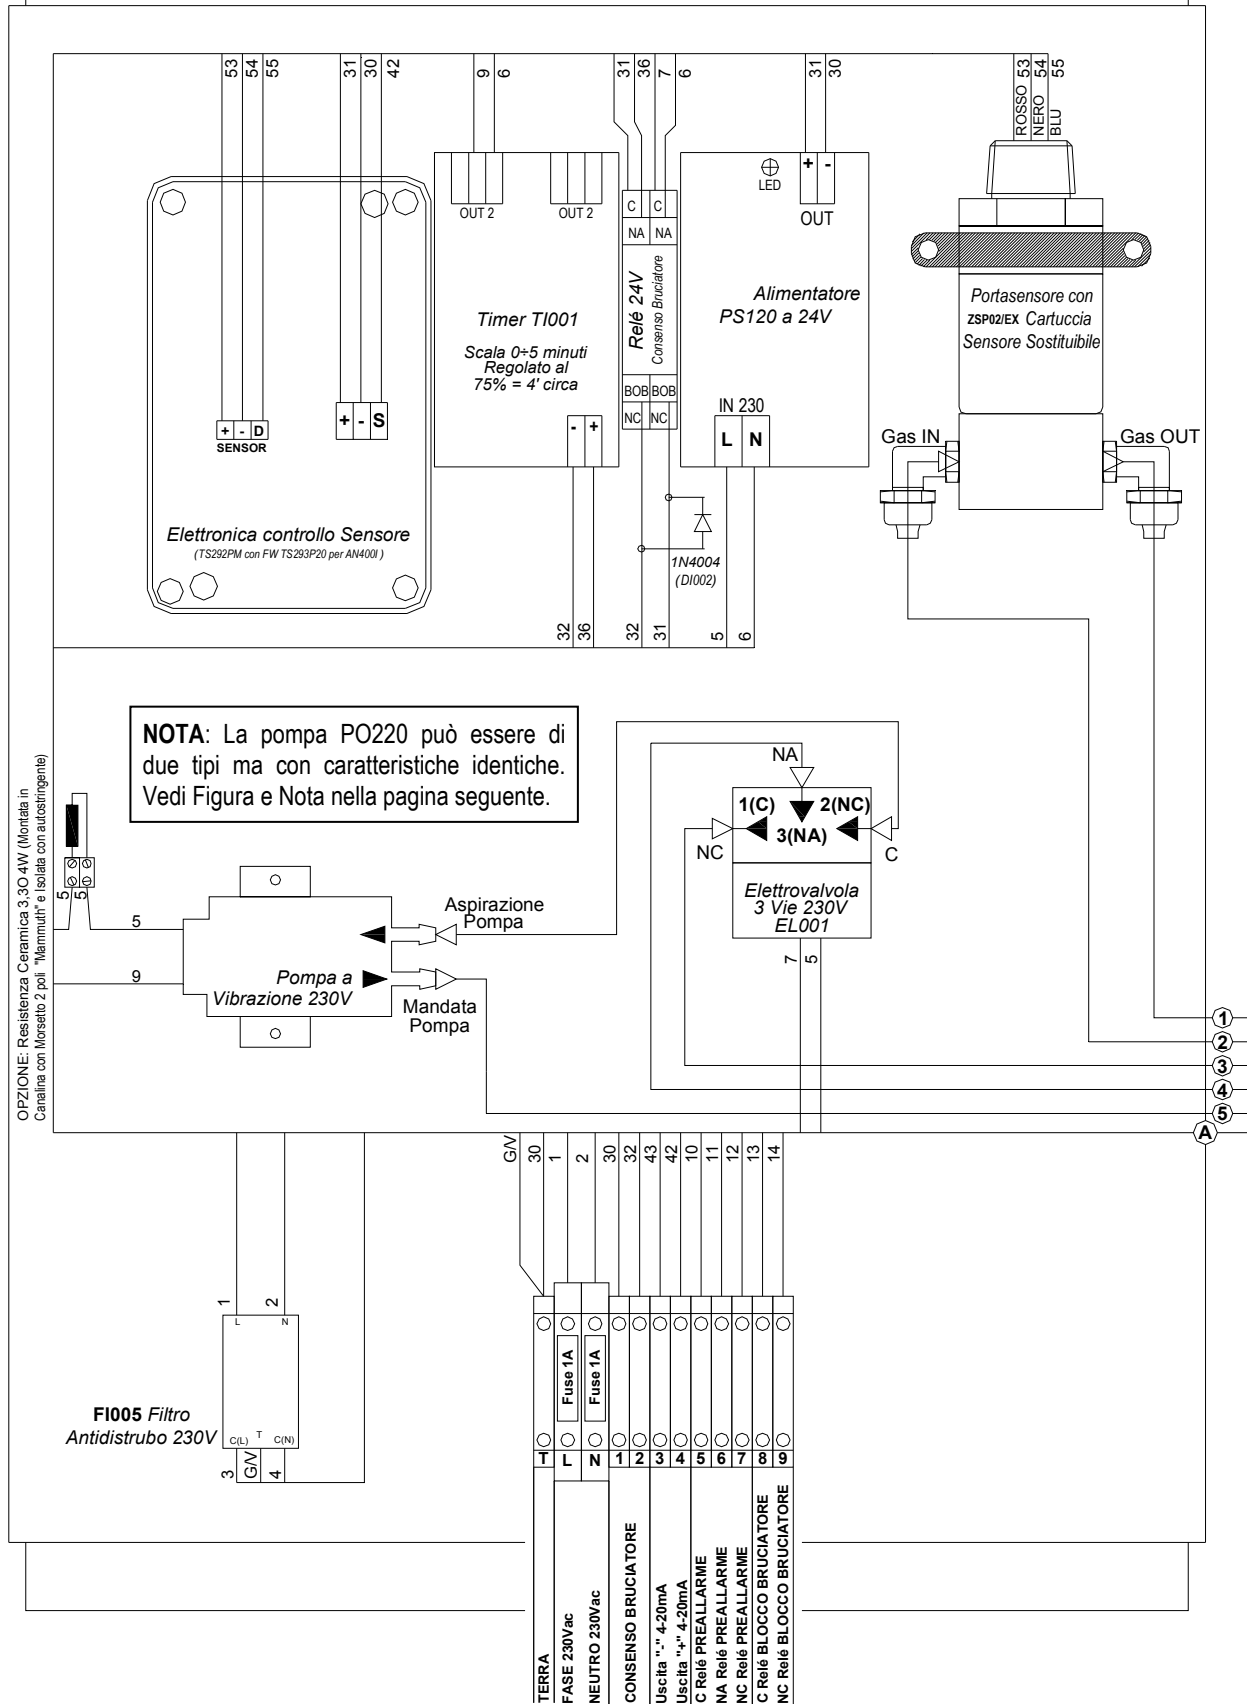 53 54 55
31 30 42
9 6
31 36 7 6
31 30
ROSSO 53
NERO 54
BLU 55
OUT 2
OUT 2
C C
NA NA
Relé 24V
Consenso Bruciatore
BOB BOB
NC NC
LED
+ -
OUT
Timer TI001
Scala 0÷5 minuti
Regolato al
75% = 4' circa
- +
Alimentatore
PS120 a 24V
IN 230
L N
Portasensore con
ZSP02/EX Cartuccia
Sensore Sostituibile
Gas IN
Gas OUT
+ - D
SENSOR
+ - S
Elettronica controllo Sensore
(TS292PM con FW TS293P20 per AN400I )
1N4004
(DI002)
32 36 32 31 5 6
NOTA: La pompa PO220 può essere di
due tipi ma con caratteristiche identiche.
Vedi Figura e Nota nella pagina seguente.
OPZIONE: Resistenza Ceramica 3,3O 4W (Montata in
Canalina con Morsetto 2 poli "Mammuth" e Isolata con autostringente)
5 5
5
9
Pompa a
Vibrazione 230V
Aspirazione
Pompa
Mandata
Pompa
NA
1(C) 2(NC)
3(NA)
NC
C
Elettrovalvola
3 Vie 230V
EL001
7 5
1
2
3
4
5
A
G/V 30 1 2 30 32 43 42 10 11 12 13 14
1 2
L N
FI005 Filtro
Antidistrubo 230V
C(L) T C(N)
3 G/V 4
Fuse 1A
Fuse 1A
T L N 1 2 3 4 5 6 7 8 9
TERRA
FASE 230Vac
NEUTRO 230Vac
CONSENSO BRUCIATORE
Uscita "-" 4-20mA
Uscita "+" 4-20mA
C Relé PREALLARME
NA Relé PREALLARME
NC Relé PREALLARME
C Relé BLOCCO BRUCIATORE
NC Relé BLOCCO BRUCIATORE